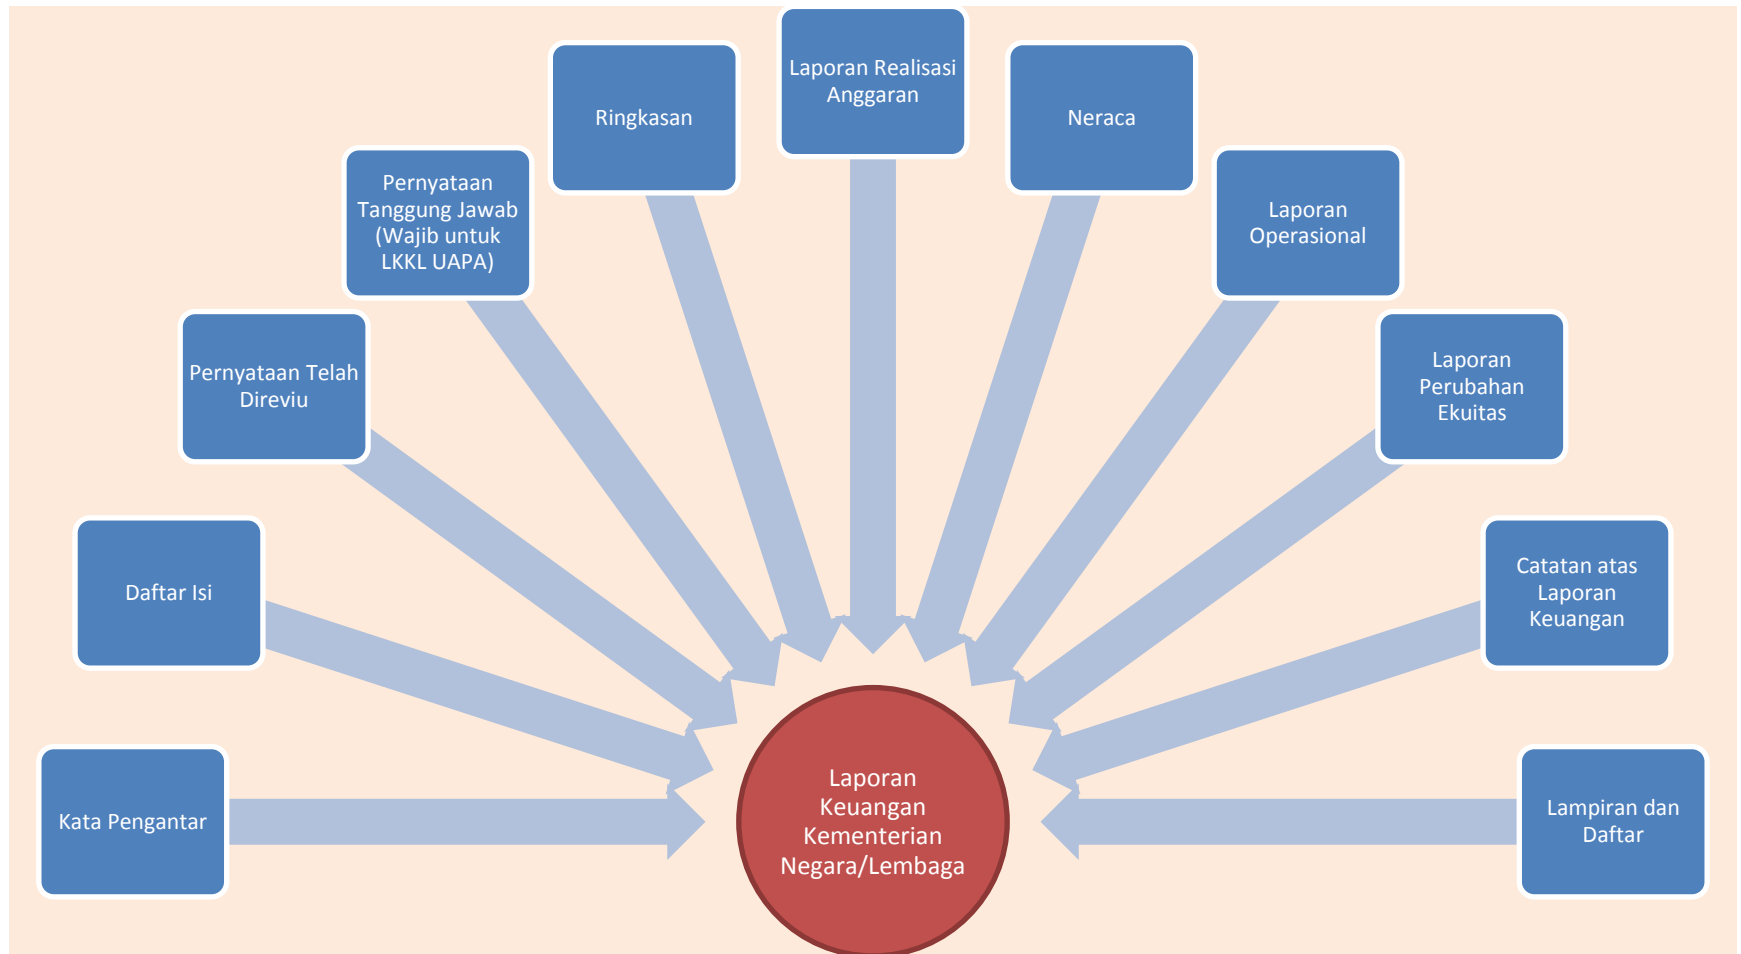 Kata Pengantar
Daftar Isi
Pernyataan Telah
Direviu
Pernyataan
Tanggung Jawab
(Wajib untuk
LKKL UAPA)
Ringkasan
Laporan Realisasi
Anggaran
Neraca
Laporan
Operasional
Laporan
Perubahan
Ekuitas
Catatan atas
Laporan
Keuangan
Lampiran dan
Daftar
Laporan
Keuangan
Kementerian
Negara/Lembaga